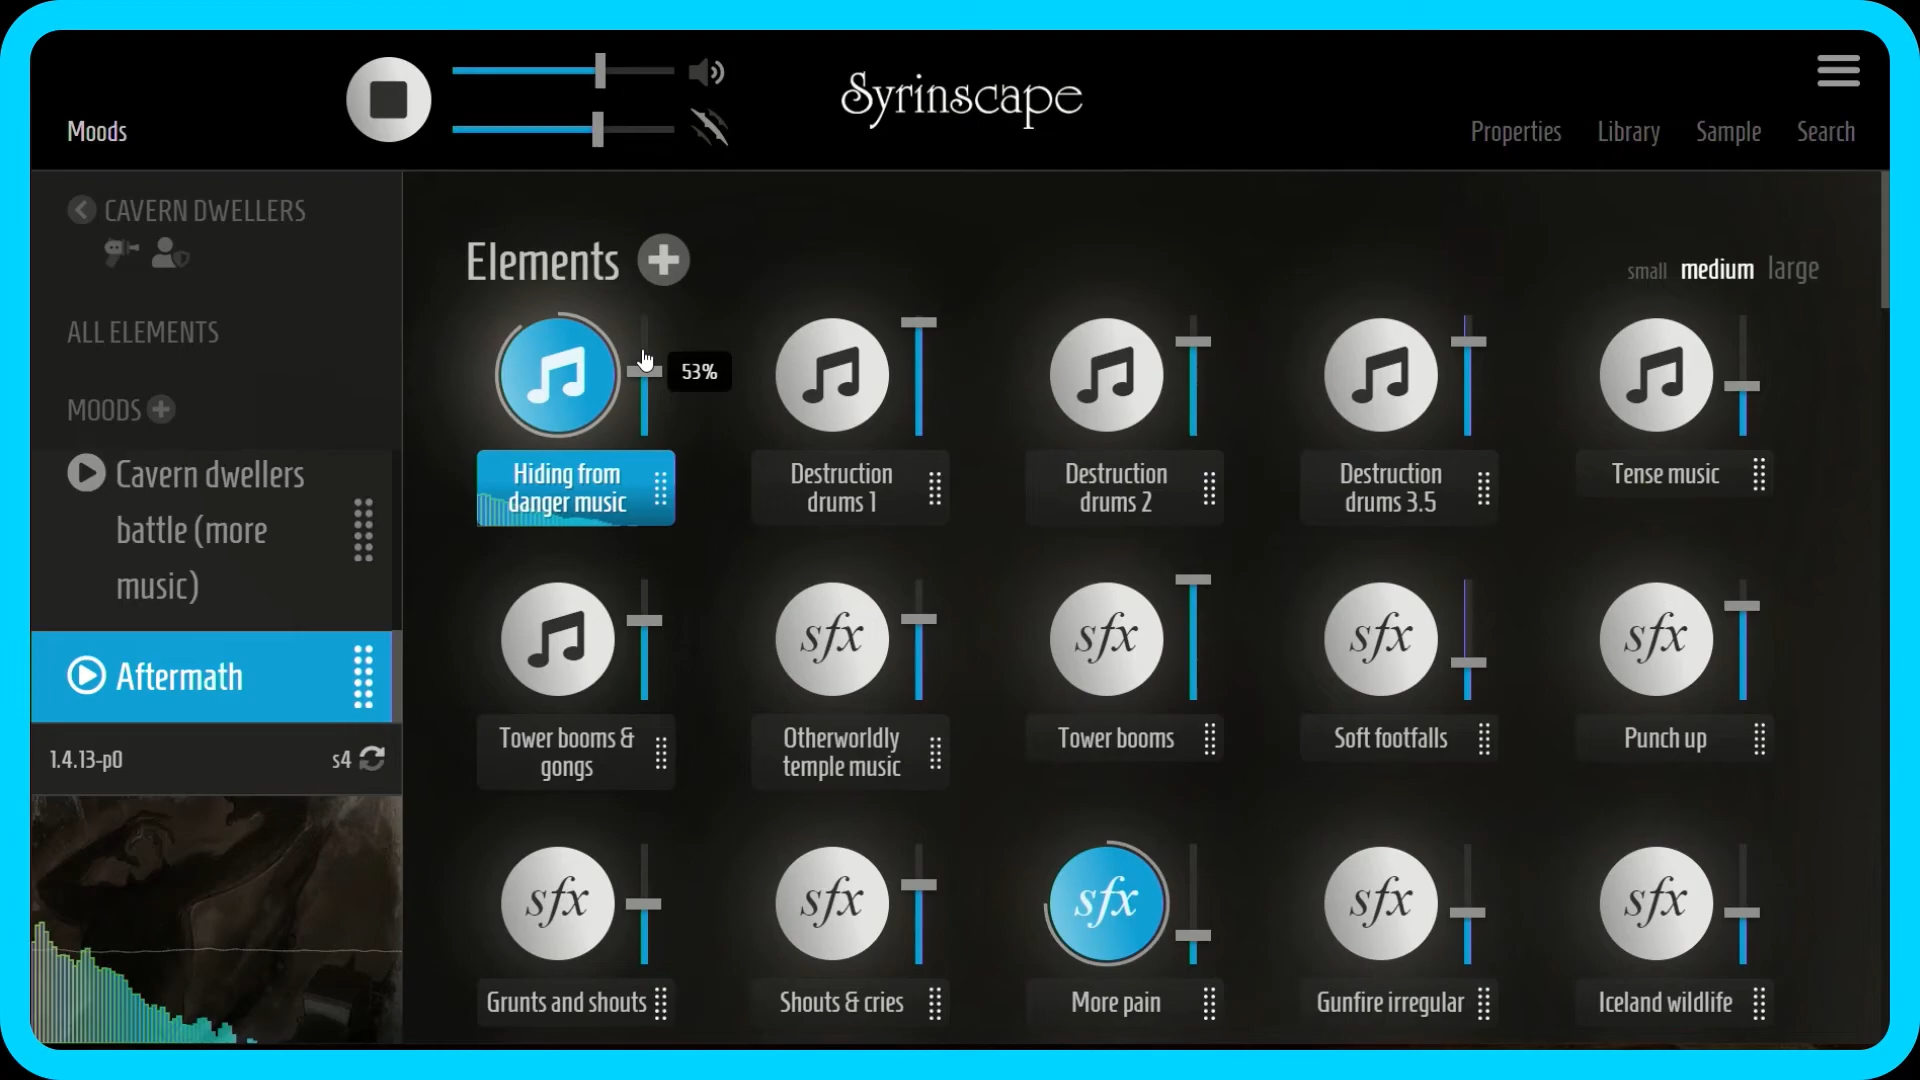 Syrinscape
Moods
Properties
Library
Sample
Search
CAVERN DWELLERS
ALL ELEMENTS
MOODS
Cavern dwellers
battle (more
music)
Aftermath
1.4.13-p0
s4
Elements
small
medium
large
53%
Hiding from
danger music
Destruction
drums 1
Destruction
drums 2
Destruction
drums 3.5
Tense music
Tower booms &
gongs
sfx
Otherworldly
temple music
sfx
Tower booms
sfx
Soft footfalls
sfx
Punch up
sfx
Grunts and shouts
sfx
Shouts & cries
sfx
More pain
sfx
Gunfire irregular
sfx
Iceland wildlife